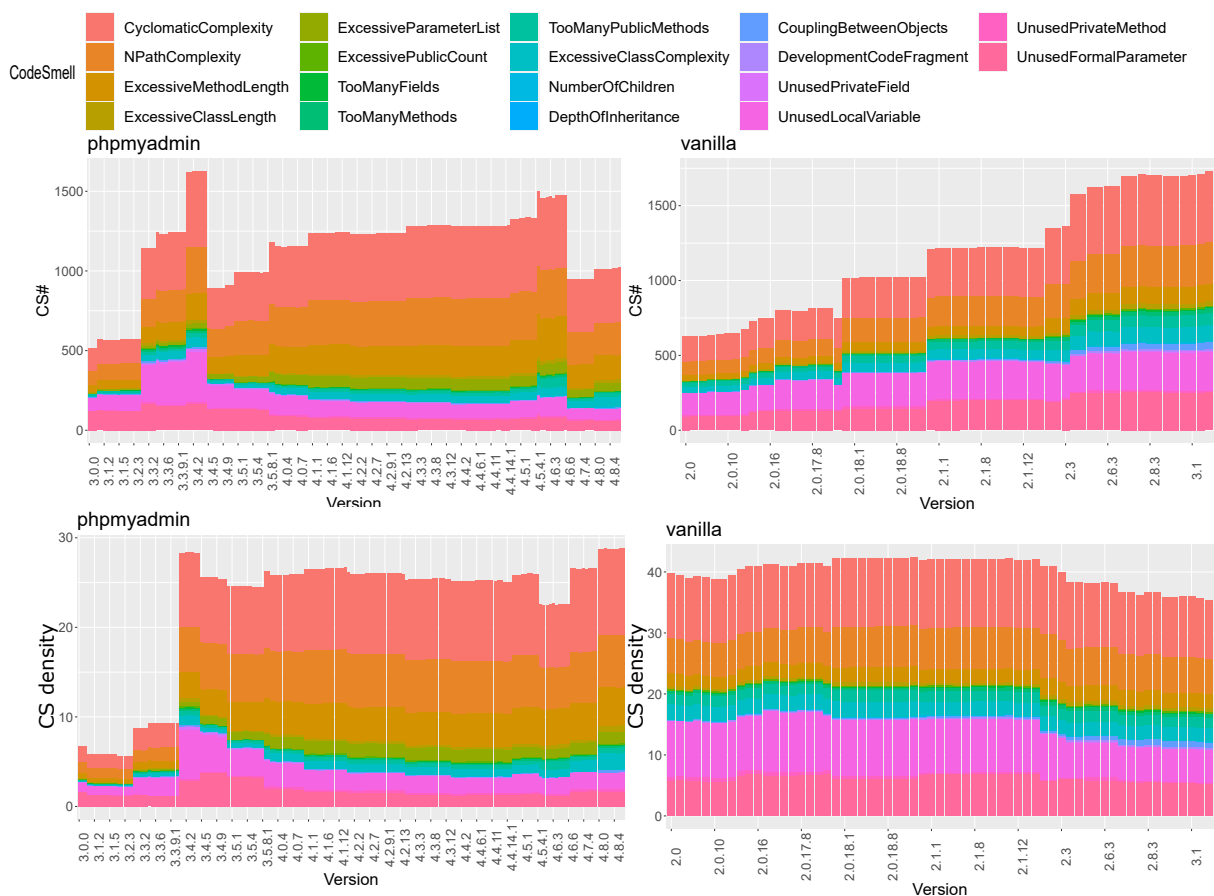 CodeSmell
CyclomaticComplexity ExcessiveParameterList TooManyPublicMethods CouplingBetweenObjects UnusedPrivateMethod
NPathComplexity ExcessivePublicCount ExcessiveClassComplexity DevelopmentCodeFragment UnusedFormalParameter
ExcessiveMethodLength TooManyFields NumberOfChildren UnusedPrivateField
ExcessiveClassLength TooManyMethods DepthOfInheritance UnusedLocalVariable
phpmyadmin
CS#
1500
1000
500
0
3.0.0 3.1.2 3.1.5 3.2.3 3.3.2 3.3.6 3.3.9.1 3.4.2 3.4.5 3.4.9 3.5.1 3.5.4 3.5.8.1 4.0.4 4.0.7 4.1.1 4.1.6 4.1.12 4.2.2 4.2.7 4.2.9.1 4.2.13 4.3.3 4.3.8 4.3.12 4.4.2 4.4.6.1 4.4.11 4.4.14.1 4.5.1 4.5.4.1 4.6.3 4.6.6 4.7.4 4.8.0 4.8.4
Version
vanilla
CS#
1500
1000
500
0
2.0 2.0.10 2.0.16 2.0.17.8 2.0.18.1 2.0.18.8 2.1.1 2.1.8 2.1.12 2.3 2.6.3 2.8.3 3.1
Version
phpmyadmin
CS density
30
20
10
0
3.0.0 3.1.2 3.1.5 3.2.3 3.3.2 3.3.6 3.3.9.1 3.4.2 3.4.5 3.4.9 3.5.1 3.5.4 3.5.8.1 4.0.4 4.0.7 4.1.1 4.1.6 4.1.12 4.2.2 4.2.7 4.2.9.1 4.2.13 4.3.3 4.3.8 4.3.12 4.4.2 4.4.6.1 4.4.11 4.4.14.1 4.5.1 4.5.4.1 4.6.3 4.6.6 4.7.4 4.8.0 4.8.4
Version
vanilla
CS density
40
30
20
10
0
2.0 2.0.10 2.0.16 2.0.17.8 2.0.18.1 2.0.18.8 2.1.1 2.1.8 2.1.12 2.3 2.6.3 2.8.3 3.1
Version